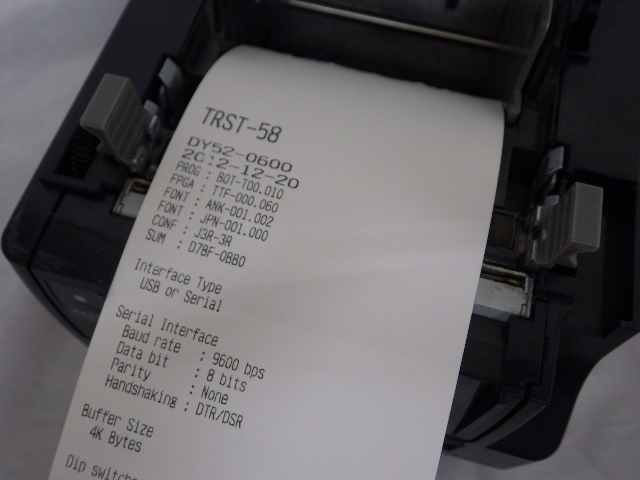 TRST-58
DY52-0600
2012-12-20
PROG : BOT-T00.010
FPGA : TTF-000.060
FONT : ANK-001.002
FONT : JPN-001.000
CONF : J3R-3R
SUM : D7BF-0BB0
Interface Type
USB or Serial
Serial Interface
Baud rate : 9600 bps
Data bit : 8 bits
Parity : None
Handshaking : DTR/DSR
Buffer Size
4K Bytes
Dip